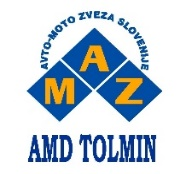 AVTO-MOTO ZVEZA SLOVENIJE
A
M Z
AMD TOLMIN